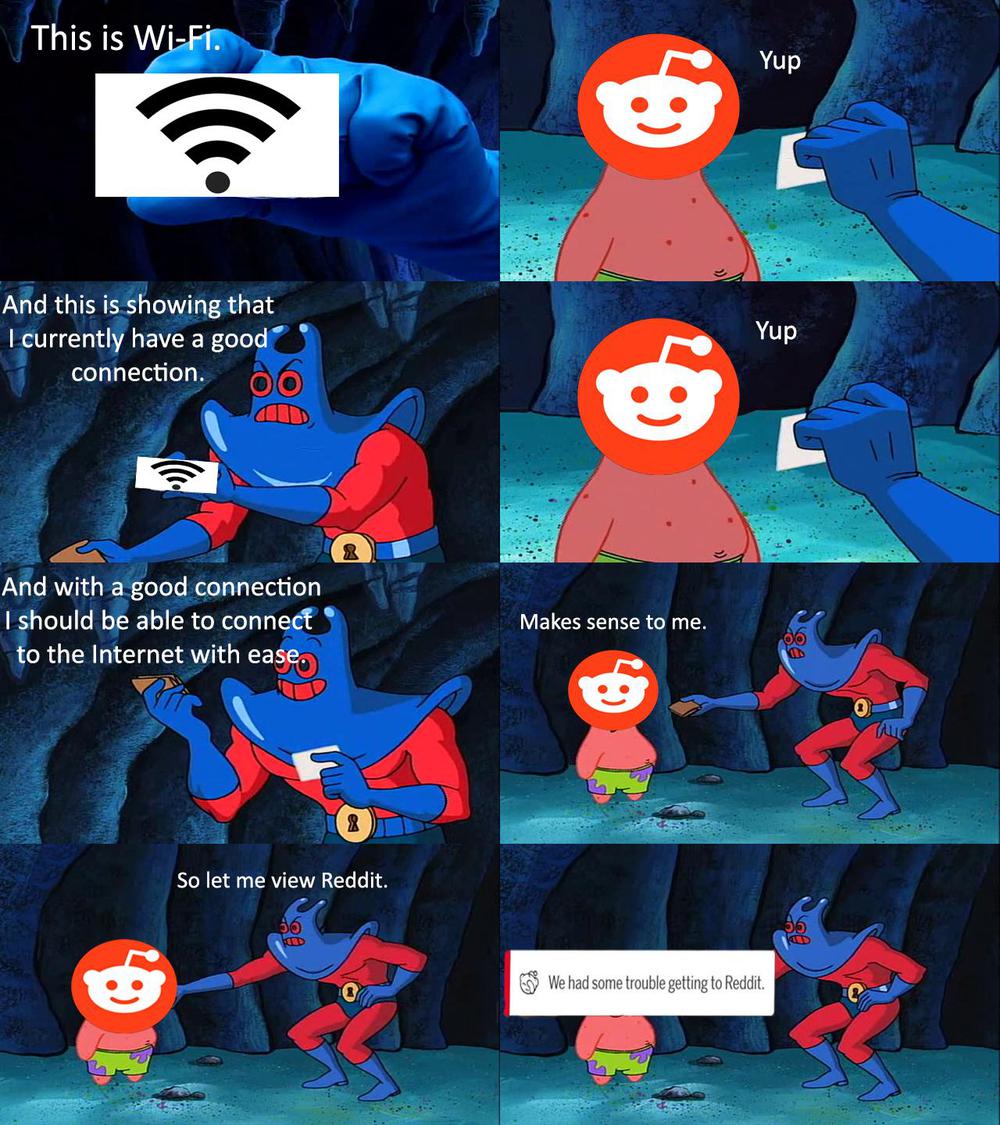 This is Wi-Fi.
Yup
And this is showing that
I currently have a good
connection.
Yup
And with a good connection
I should be able to connect
to the Internet with ease.
Makes sense to me.
So let me view Reddit.
We had some trouble getting to Reddit.